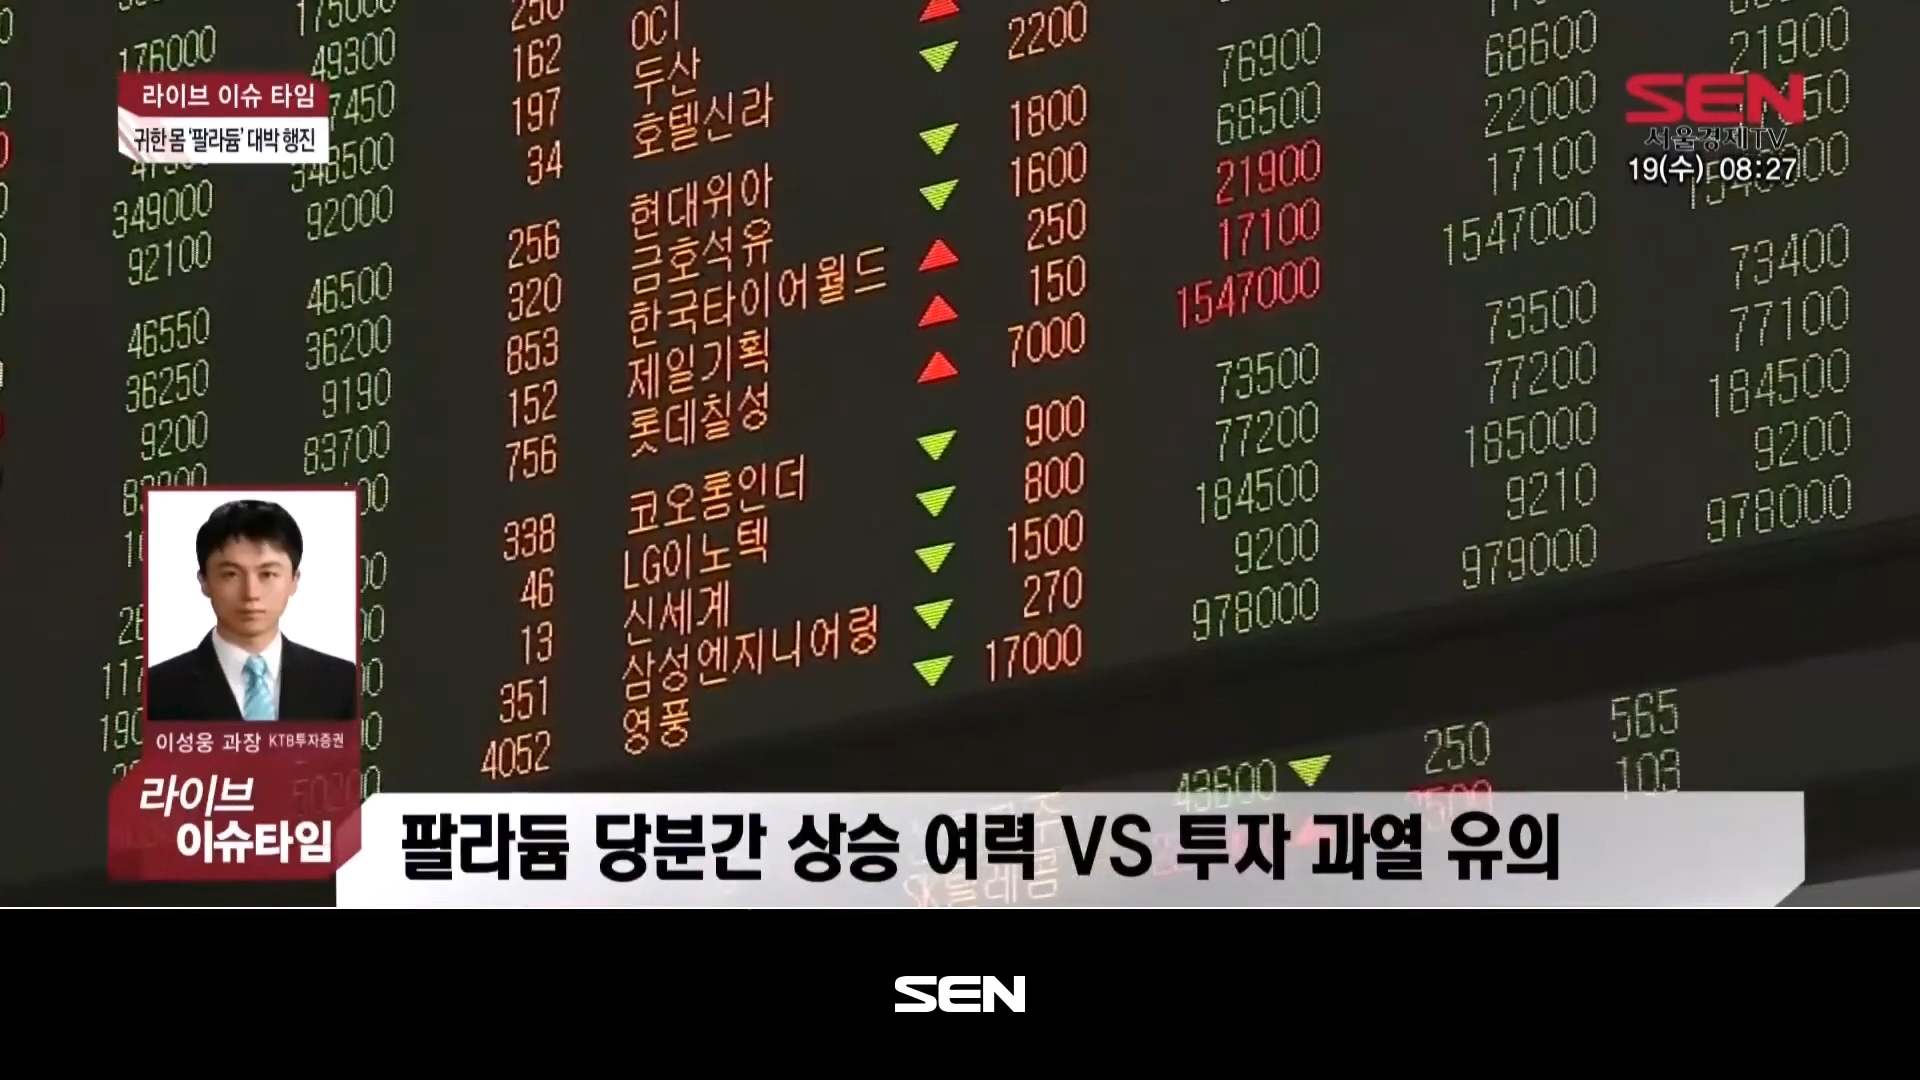 라이브 이슈 타임
귀한 몸 '팔라듐' 대박 행진
SEN
서울경제TV
19(수) 08:27
176000 49300 162 OCI 2200 76900 68600 21900
197 두산 1800 68500 22000
34 호텔신라 1600 21900 17100
349000 92000 현대위아 250 17100 1547000
92100 256 금호석유 150 1547000 73400
46500 320 한국타이어월드 7000 73500 77100
46550 36200 853 제일기획 900 73500 77200 184500
36250 9190 152 롯데칠성 800 77200 185000 9200
9200 83700 756 코오롱인더 1500 184500 9210 978000
338 LG이노텍 270 9200 979000
46 신세계 17000 978000
13 삼성엔지니어링
351 영풍
4052
43600 250 565
103
이성웅 과장 KTB투자증권
라이브
이슈타임
팔라듐 당분간 상승 여력 VS 투자 과열 유의
SEN